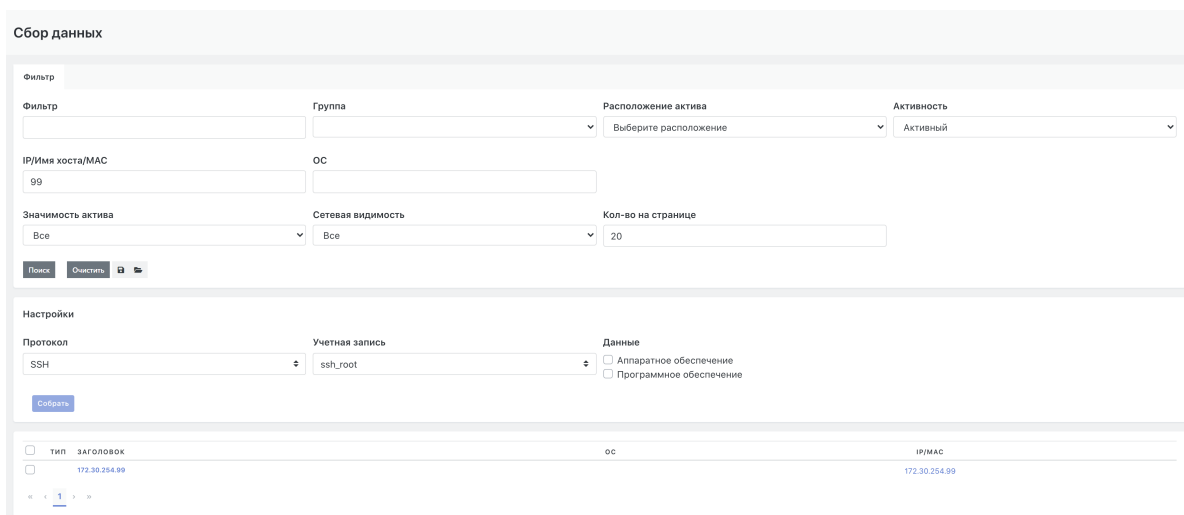 Сбор данных
Фильтр
Фильтр Группа Расположение актива Активность
Выберите расположение Активный
IP/Имя хоста/MAC ОС
99
Значимость актива Сетевая видимость Кол-во на странице
Все Все 20
Поиск Очистить
Настройки
Протокол Учетная запись Данные
SSH ssh_root Аппаратное обеспечение
Программное обеспечение
Собрать
ТИП ЗАГОЛОВОК ОС IP/MAC
172.30.254.99 172.30.254.99
« ‹ 1 › »